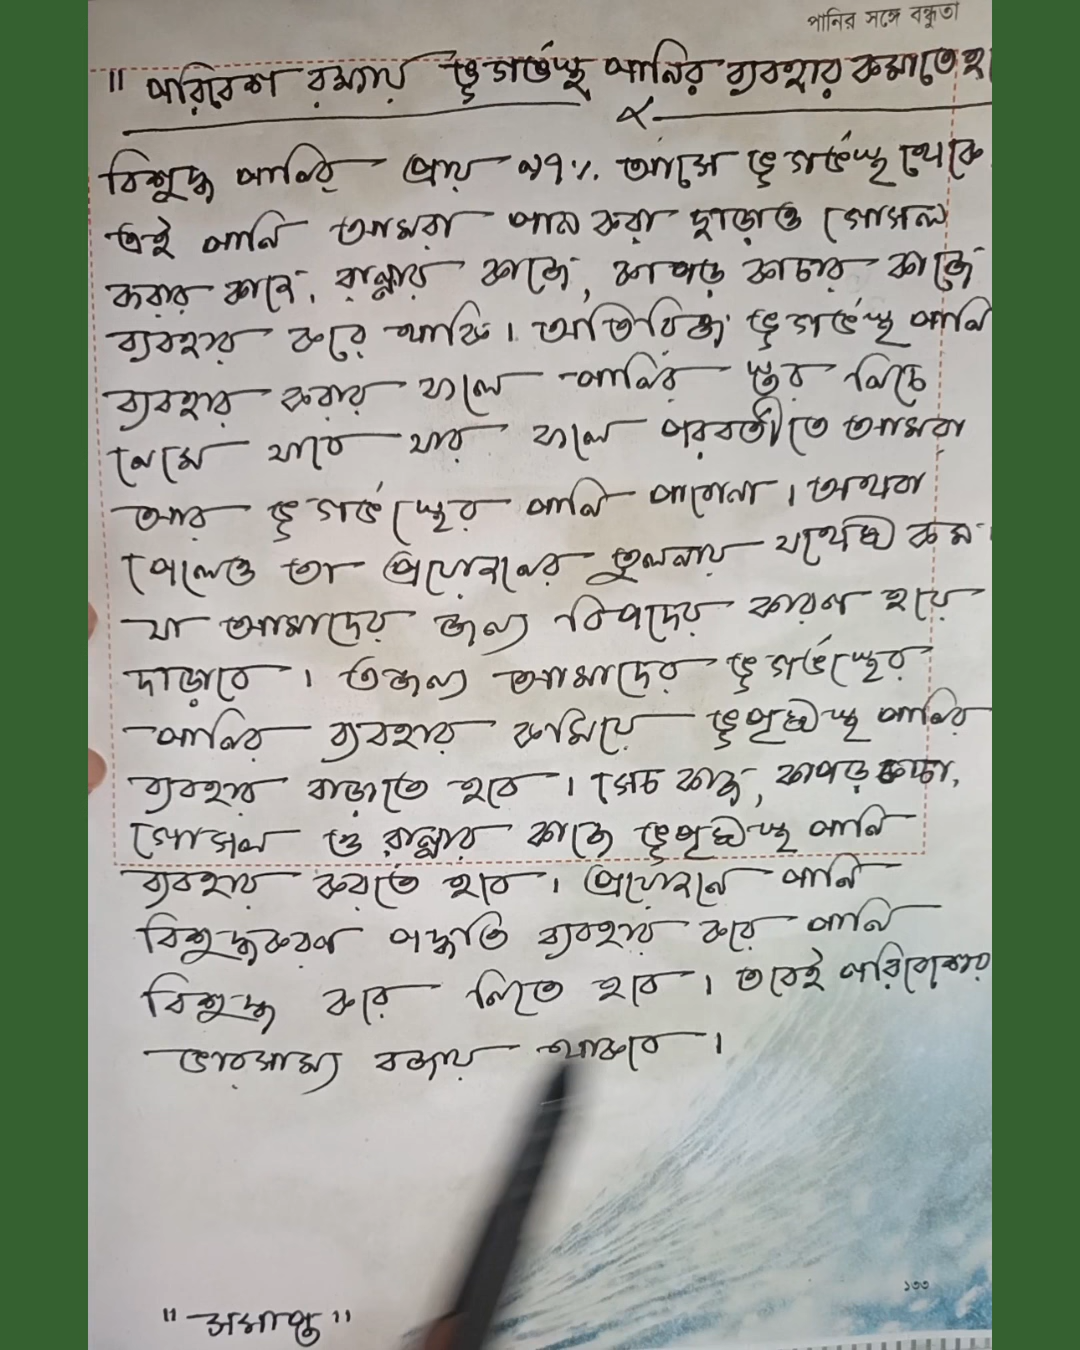 পানির সঙ্গে বন্ধুতা
" পরিবেশ রক্ষায় ভূগর্ভস্থ পানির ব্যবহার কমাতে হ
বিশুদ্ধ পানির প্রায় ৯৭%. আসে ভূগর্ভস্থ থেকে
এই পানি আমরা পান করা ছাড়াও গোসল
করার কাজে, রান্নার কাজে, কাপড় কাচার কাজে
ব্যবহার করে থাকি। অতিরিক্ত ভূগর্ভস্থ পানি
ব্যবহার করার ফলে পানির স্তর নিচে
নেমে যাবে যার ফলে পরবর্তীতে আমরা
আর ভূগর্ভস্থের পানি পাবোনা। অথবা
পেলেও তা প্রয়োজনের তুলনায় যথেষ্ট কম
যা আমাদের জন্য বিপদের কারণ হয়ে
দাড়াবে। তজন্য আমাদের ভূগর্ভস্থের
পানির ব্যবহার কমিয়ে ভূপৃষ্ঠস্থ পানির
ব্যবহার বাড়াতে হবে। সেচ কাজ, কাপড় কাচা,
গোসল ও রান্নার কাজে ভূপৃষ্ঠস্থ পানি
ব্যবহার করতে হবে। প্রয়োজনে পানি
বিশুদ্ধকরণ পদ্ধতি ব্যবহার করে পানি
বিশুদ্ধ করে নিতে হবে। তবেই পরিবেশের
ভারসাম্য বজায় থাকবে।
১৩৩
" সমাপ্ত "